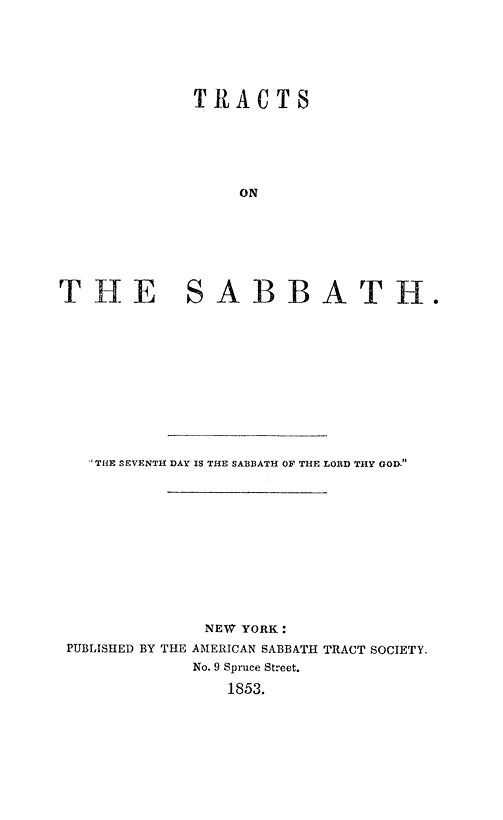 TRACTS
ON
THE SABBATH.
"THE SEVENTH DAY IS THE SABBATH OF THE LORD THY GOD."
NEW YORK:
PUBLISHED BY THE AMERICAN SABBATH TRACT SOCIETY.
No. 9 Spruce Street.
1853.